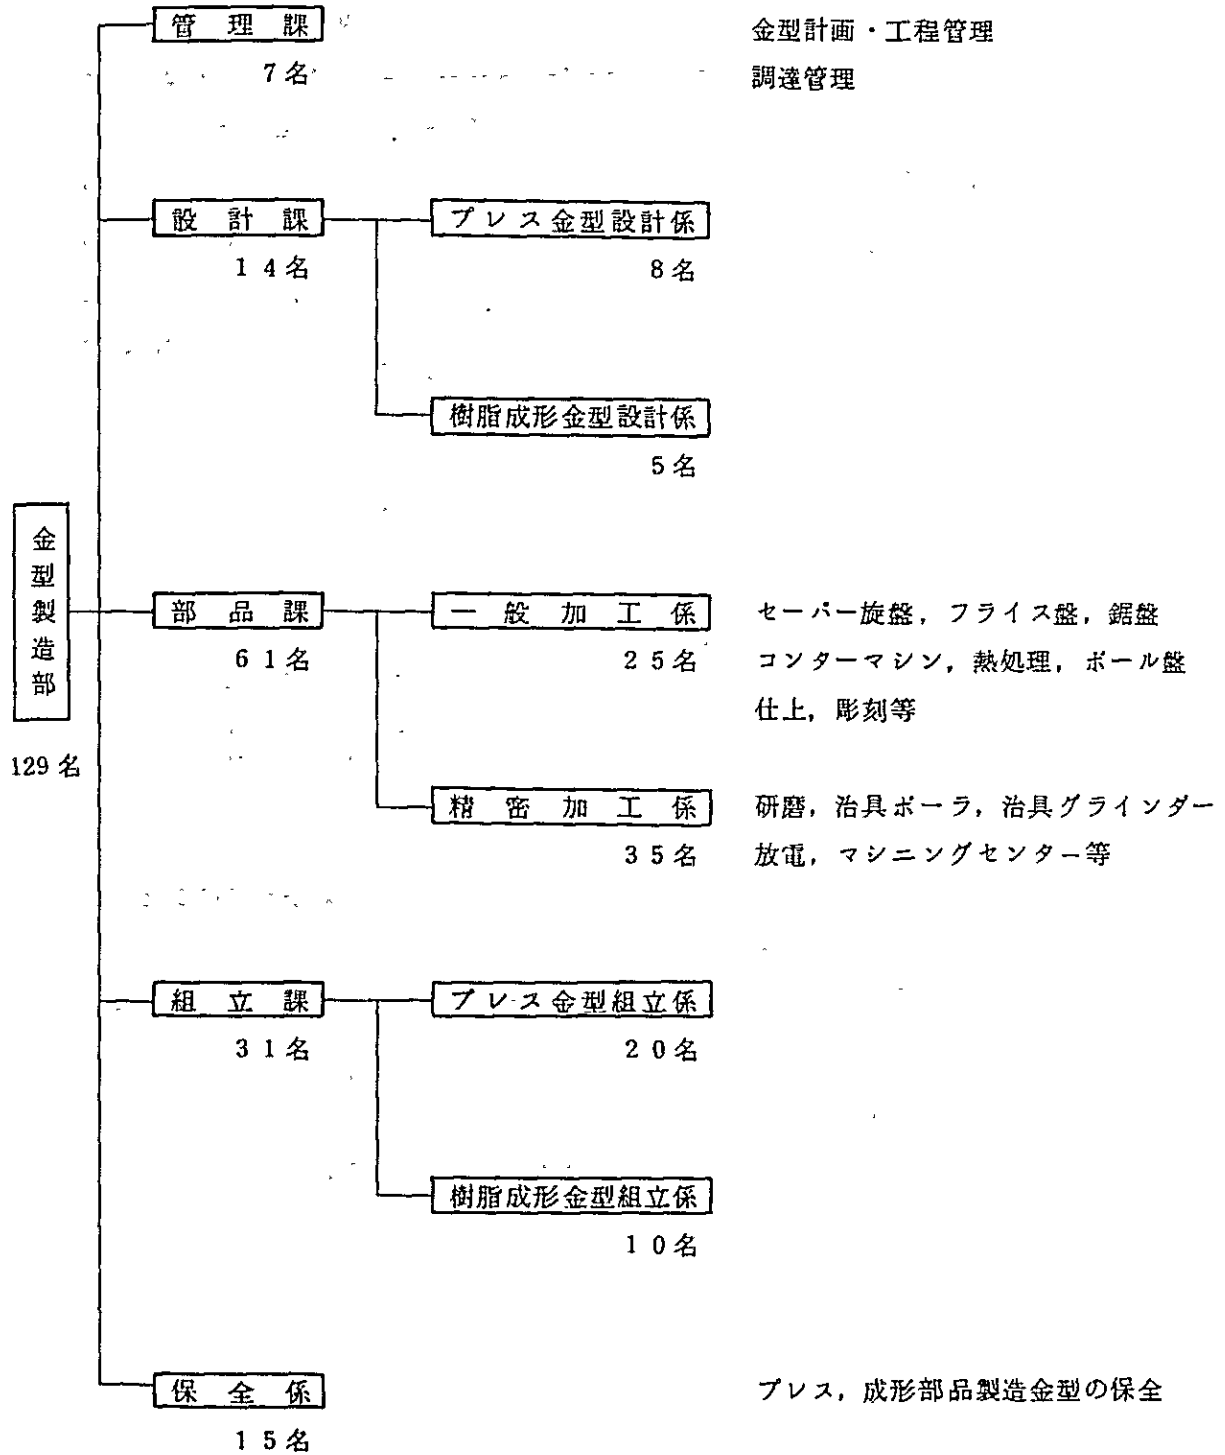 管理課
7名
金型計画・工程管理
調達管理
設計課
14名
プレス金型設計係
8名
樹脂成形金型設計係
5名
金型製造部
129名
部品課
61名
一般加工係
25名
セーパー旋盤，フライス盤，鋸盤
コンターマシン，熱処理，ボール盤
仕上，彫刻等
精密加工係
35名
研磨，治具ボーラ，治具グラインダー
放電，マシニングセンター等
組立課
31名
プレス金型組立係
20名
樹脂成形金型組立係
10名
保全係
15名
プレス，成形部品製造金型の保全